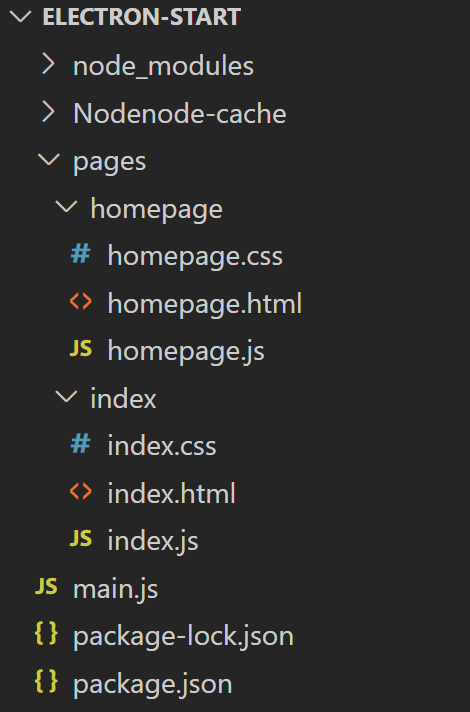 ELECTRON-START
node_modules
Nodenode-cache
pages
homepage
# homepage.css
<> homepage.html
JS homepage.js
index
# index.css
<> index.html
JS index.js
JS main.js
{ } package-lock.json
{ } package.json